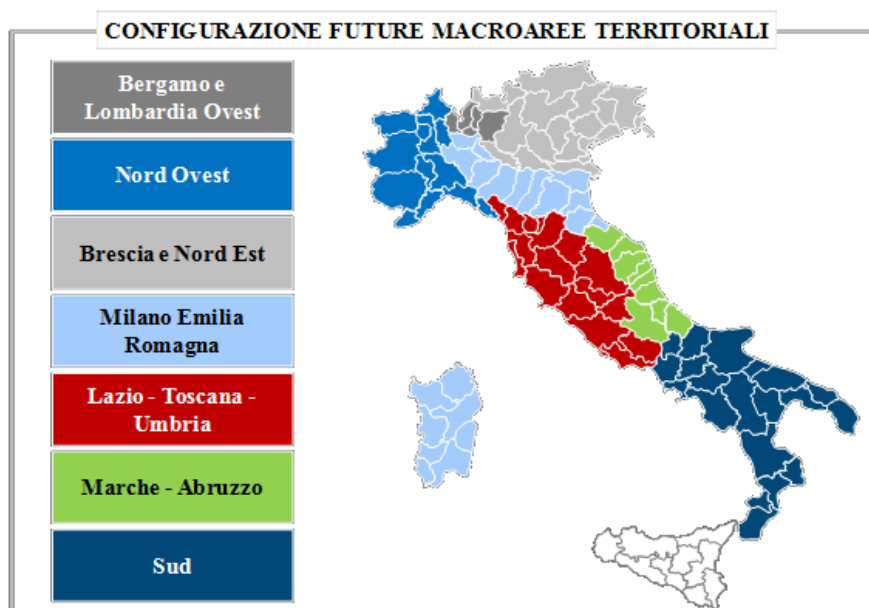 CONFIGURAZIONE FUTURE MACROAREE TERRITORIALI
Bergamo e
Lombardia Ovest
Nord Ovest
Brescia e Nord Est
Milano Emilia
Romagna
Lazio - Toscana -
Umbria
Marche - Abruzzo
Sud